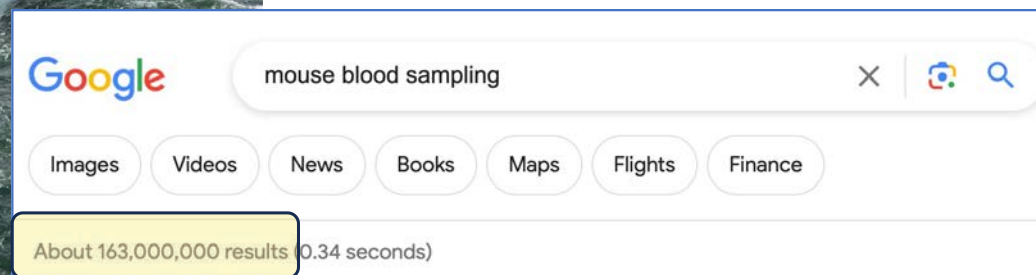 Google mouse blood sampling
Images Videos News Books Maps Flights Finance
About 163,000,000 results (0.34 seconds)